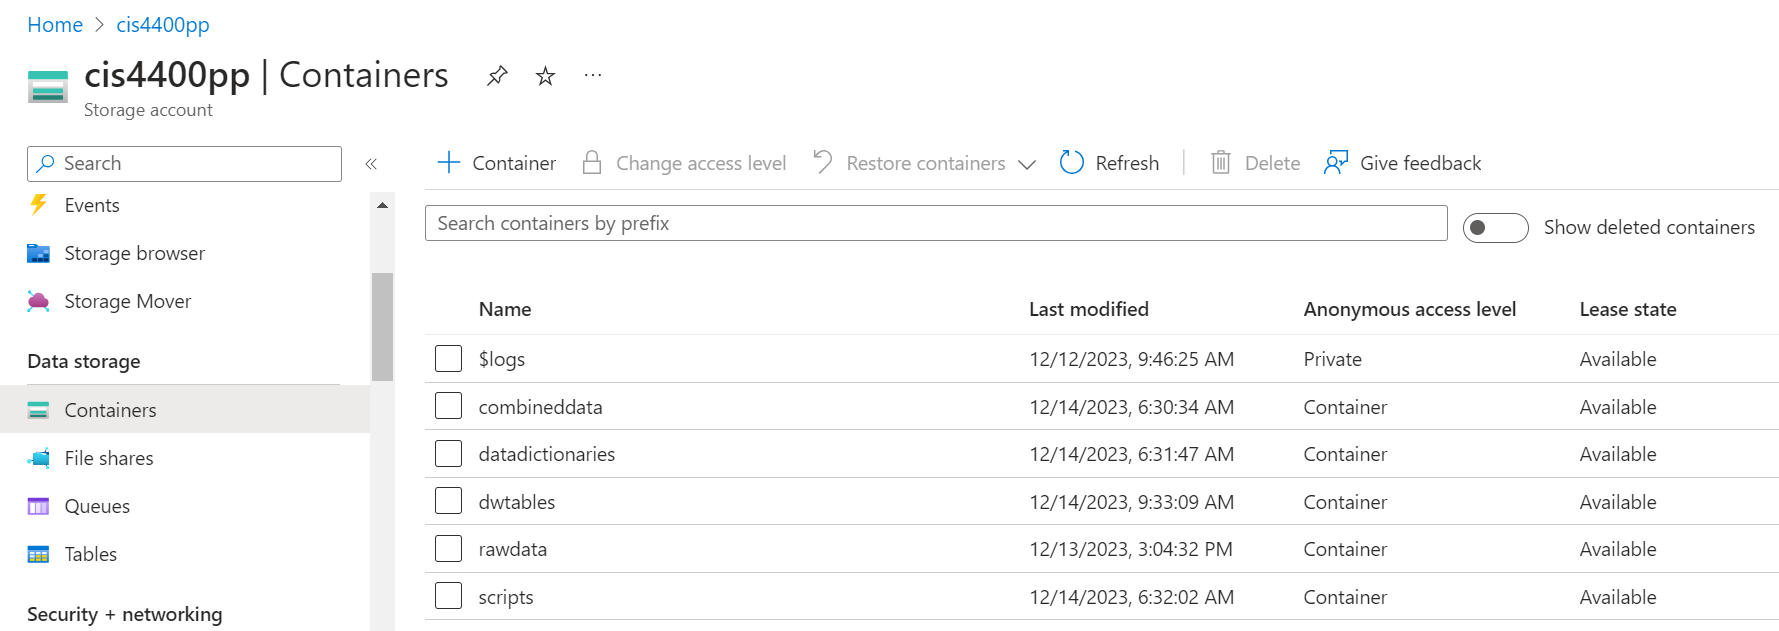 Home > cis4400pp
cis4400pp | Containers ...
Storage account
Search «
Events
Storage browser
Storage Mover
Data storage
Containers
File shares
Queues
Tables
Security + networking
+ Container Change access level Restore containers Refresh Delete Give feedback
Search containers by prefix Show deleted containers
Name Last modified Anonymous access level Lease state
$logs 12/12/2023, 9:46:25 AM Private Available
combineddata 12/14/2023, 6:30:34 AM Container Available
datadictionaries 12/14/2023, 6:31:47 AM Container Available
dwtables 12/14/2023, 9:33:09 AM Container Available
rawdata 12/13/2023, 3:04:32 PM Container Available
scripts 12/14/2023, 6:32:02 AM Container Available